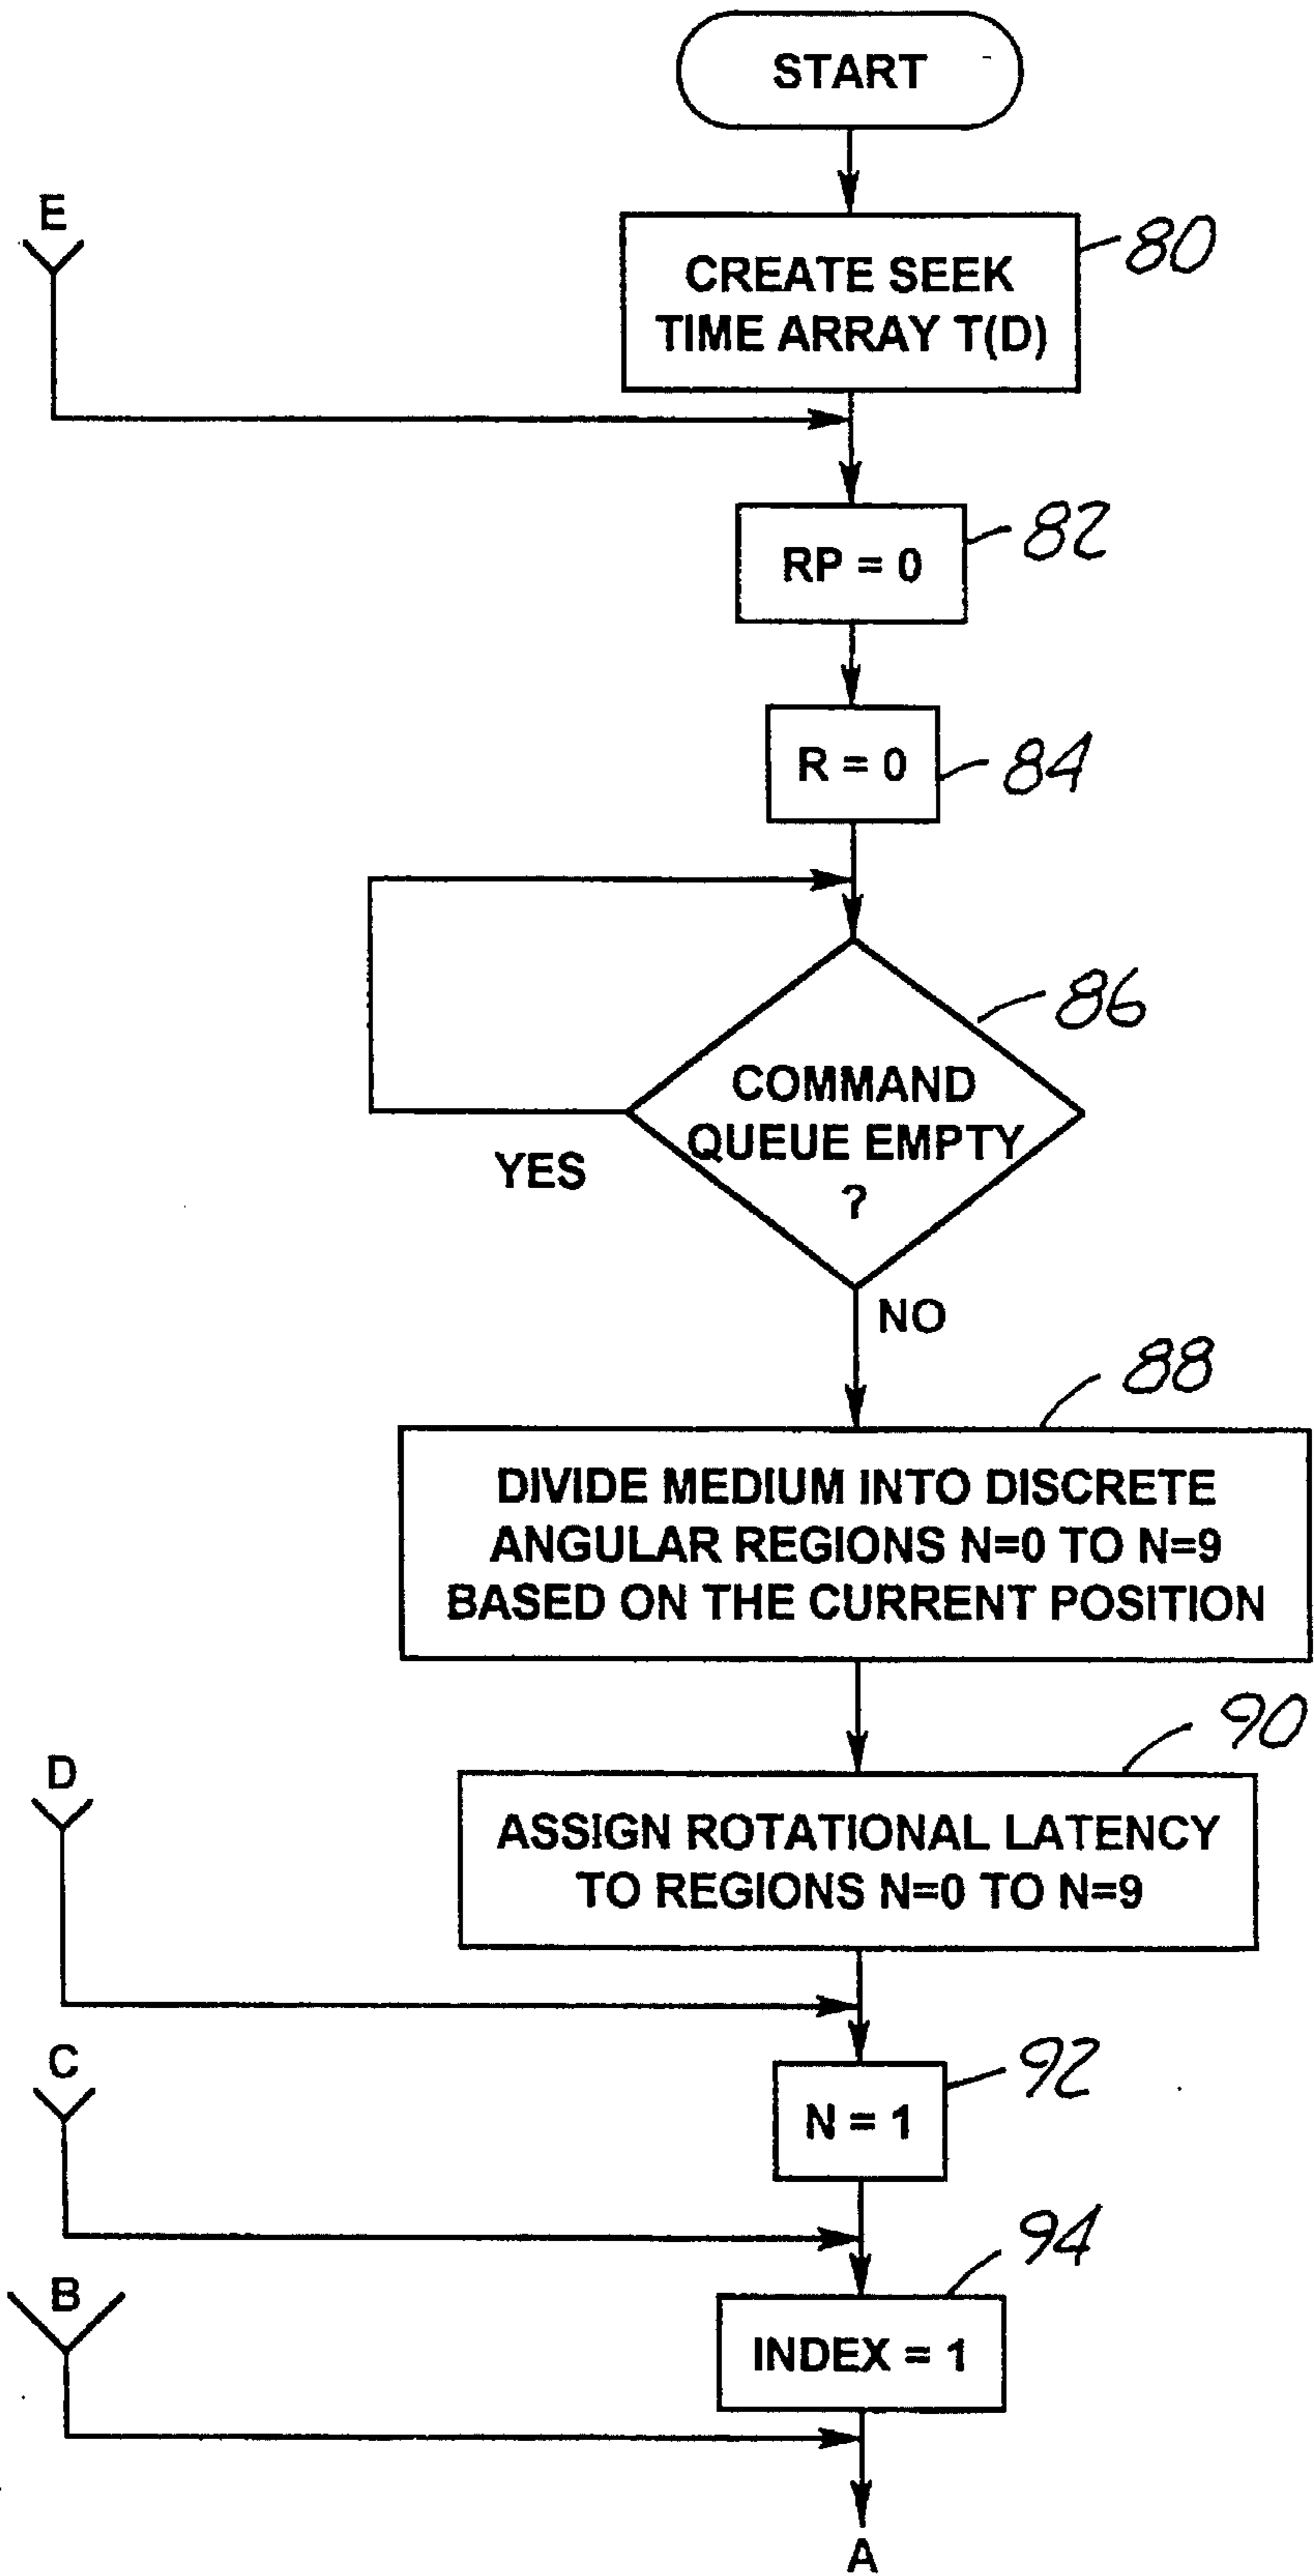 START
E
80
CREATE SEEK
TIME ARRAY T(D)
82
RP = 0
84
R = 0
86
COMMAND
QUEUE EMPTY
?
YES
NO
88
DIVIDE MEDIUM INTO DISCRETE
ANGULAR REGIONS N=0 TO N=9
BASED ON THE CURRENT POSITION
90
D
ASSIGN ROTATIONAL LATENCY
TO REGIONS N=0 TO N=9
C
92
N = 1
94
B
INDEX = 1
A